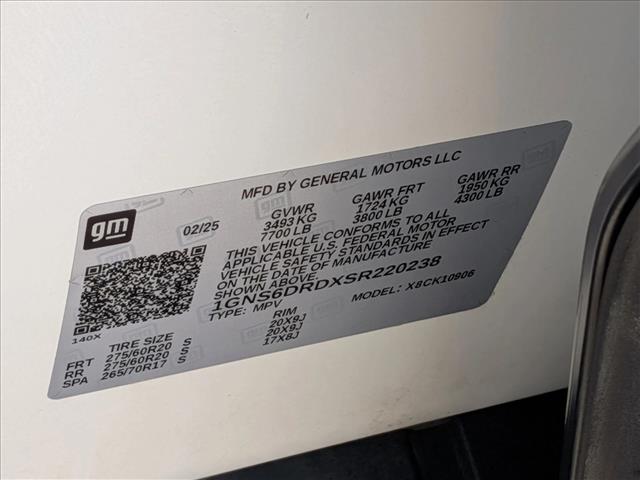 MFD BY GENERAL MOTORS LLC
gm
02/25
GVWR GAWR FRT GAWR RR
3493 KG 1724 KG 1950 KG
7700 LB 3800 LB 4300 LB
THIS VEHICLE CONFORMS TO ALL
APPLICABLE U.S. FEDERAL MOTOR
VEHICLE SAFETY STANDARDS IN EFFECT
ON THE DATE OF MANUFACTURE
SHOWN ABOVE.
1GNS6DRDXSR220238
TYPE: MPV MODEL: X8CK10906
140X
TIRE SIZE RIM
FRT 275/60R20 S 20X9J
RR 275/60R20 S 20X9J
SPA 265/70R17 S 17X8J